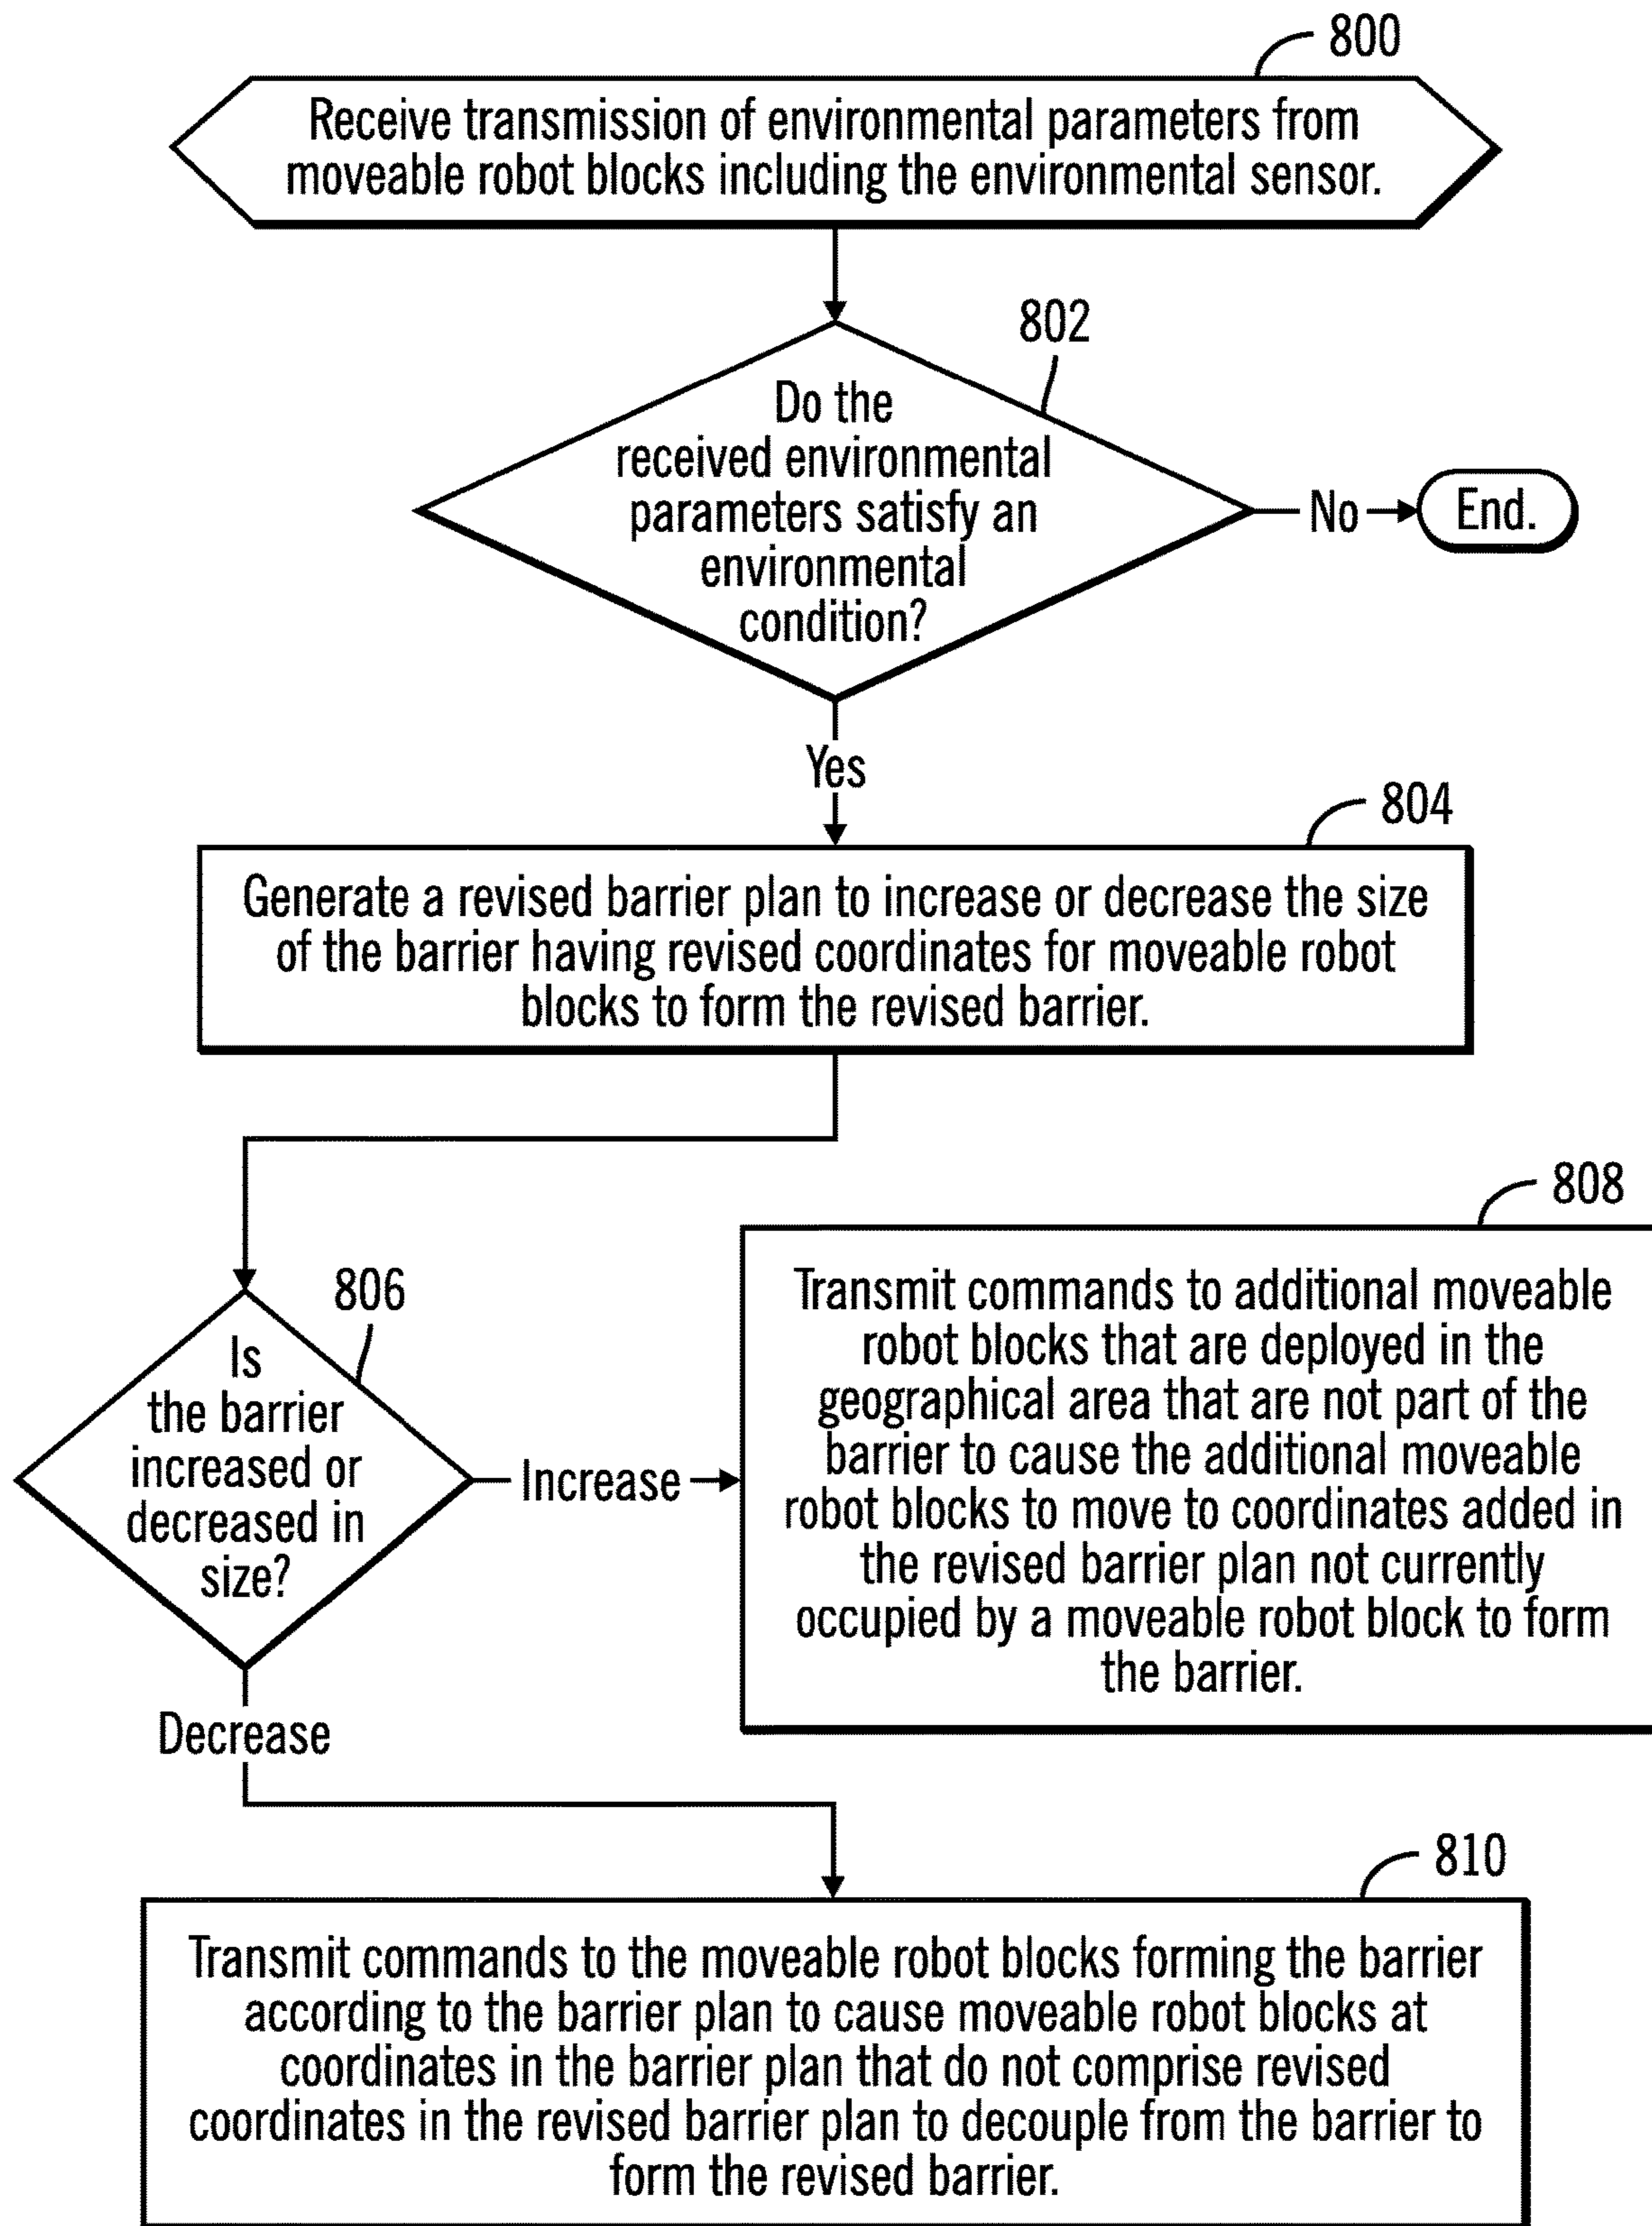 800
Receive transmission of environmental parameters from
moveable robot blocks including the environmental sensor.
802
Do the
received environmental
parameters satisfy an
environmental
condition?
No
End.
Yes
804
Generate a revised barrier plan to increase or decrease the size
of the barrier having revised coordinates for moveable robot
blocks to form the revised barrier.
806
Is
the barrier
increased or
decreased in
size?
Increase
808
Transmit commands to additional moveable
robot blocks that are deployed in the
geographical area that are not part of the
barrier to cause the additional moveable
robot blocks to move to coordinates added in
the revised barrier plan not currently
occupied by a moveable robot block to form
the barrier.
Decrease
810
Transmit commands to the moveable robot blocks forming the barrier
according to the barrier plan to cause moveable robot blocks at
coordinates in the barrier plan that do not comprise revised
coordinates in the revised barrier plan to decouple from the barrier to
form the revised barrier.